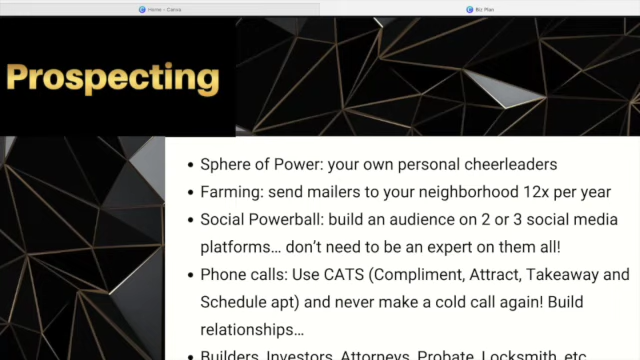 Home – Canva
Biz Plan
Prospecting
• Sphere of Power: your own personal cheerleaders
• Farming: send mailers to your neighborhood 12x per year
• Social Powerball: build an audience on 2 or 3 social media
platforms... don't need to be an expert on them all!
• Phone calls: Use CATS (Compliment, Attract, Takeaway and
Schedule apt) and never make a cold call again! Build
relationships...
• Builders, Investors, Attorneys, Probate, Locksmith, etc